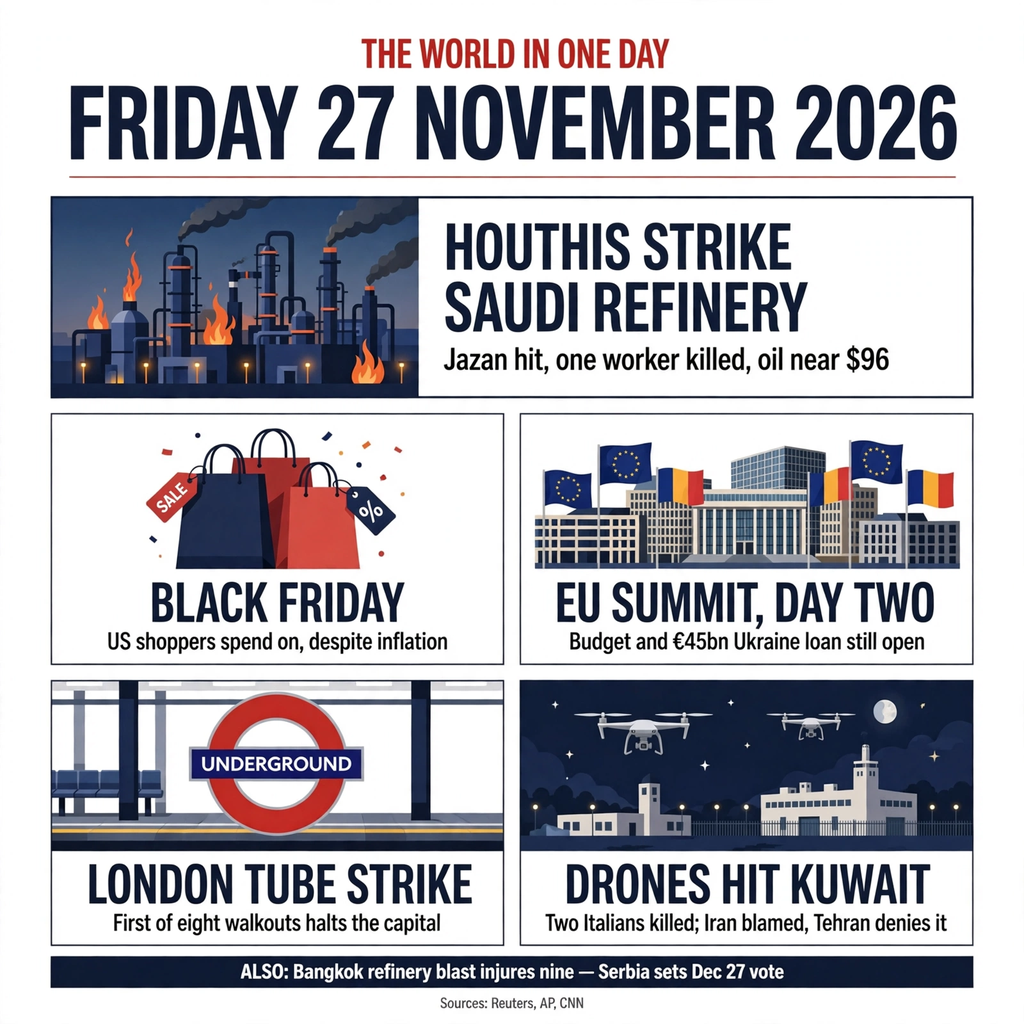 THE WORLD IN ONE DAY
FRIDAY 27 NOVEMBER 2026
HOUTHIS STRIKE
SAUDI REFINERY
Jazan hit, one worker killed, oil near $96
SALE
%
BLACK FRIDAY
US shoppers spend on, despite inflation
EU SUMMIT, DAY TWO
Budget and €45bn Ukraine loan still open
UNDERGROUND
LONDON TUBE STRIKE
First of eight walkouts halts the capital
DRONES HIT KUWAIT
Two Italians killed; Iran blamed, Tehran denies it
ALSO: Bangkok refinery blast injures nine — Serbia sets Dec 27 vote
Sources: Reuters, AP, CNN